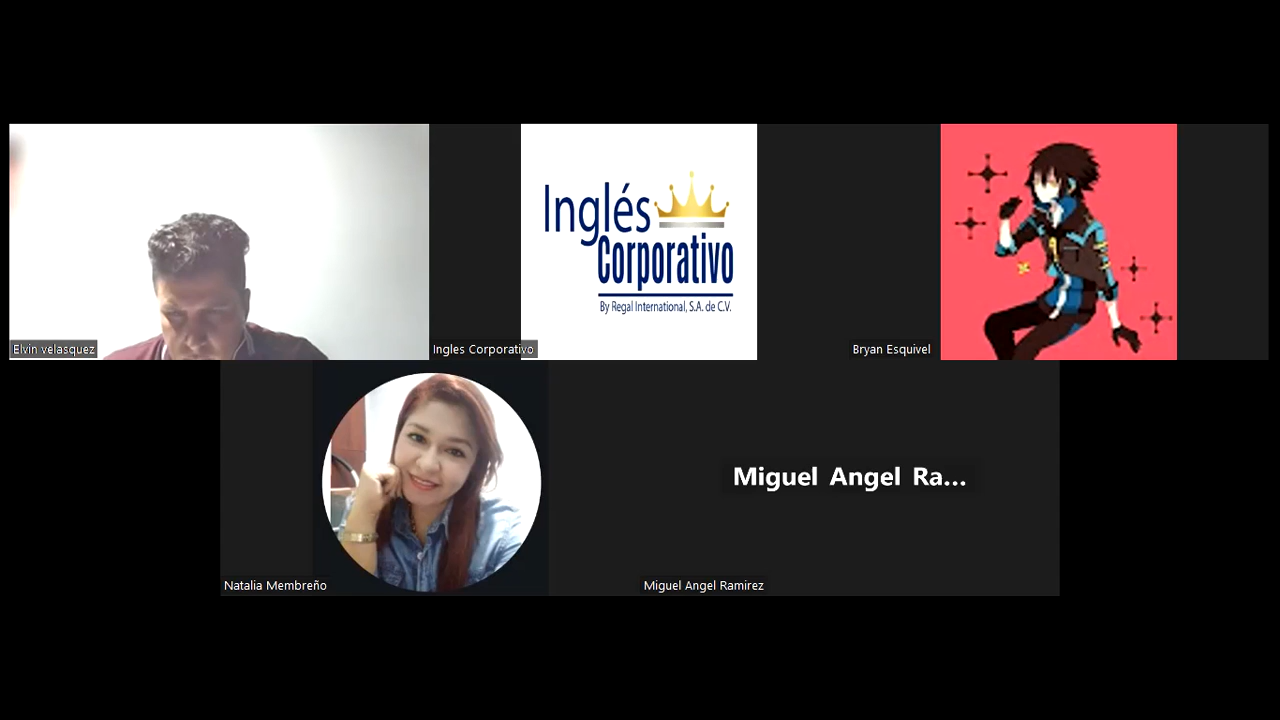 Inglés
Corporativo
By Regal International, S.A. de C.V.
Elvin velasquez
Ingles Corporativo
Bryan Esquivel
Miguel Angel Ra...
Natalia Membreño
Miguel Angel Ramirez